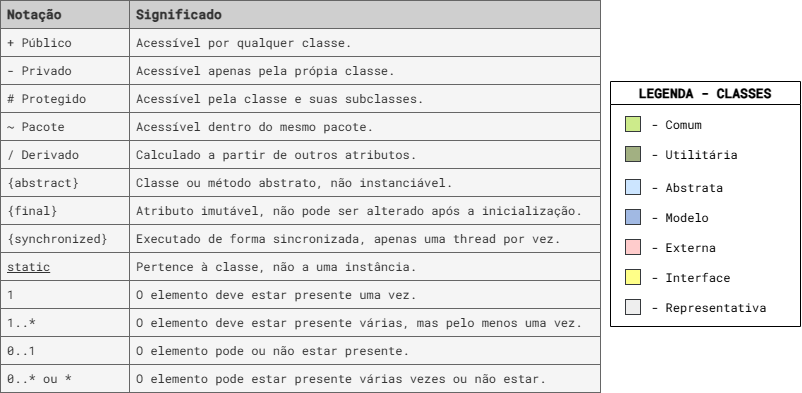 Notação Significado
+ Público Acessível por qualquer classe.
- Privado Acessível apenas pela própia classe.
# Protegido Acessível pela classe e suas subclasses.
~ Pacote Acessível dentro do mesmo pacote.
/ Derivado Calculado a partir de outros atributos.
{abstract} Classe ou método abstrato, não instanciável.
{final} Atributo imutável, não pode ser alterado após a inicialização.
{synchronized} Executado de forma sincronizada, apenas uma thread por vez.
static Pertence à classe, não a uma instância.
1 O elemento deve estar presente uma vez.
1..* O elemento deve estar presente várias, mas pelo menos uma vez.
0..1 O elemento pode ou não estar presente.
0..* ou * O elemento pode estar presente várias vezes ou não estar.
LEGENDA - CLASSES
- Comum
- Utilitária
- Abstrata
- Modelo
- Externa
- Interface
- Representativa